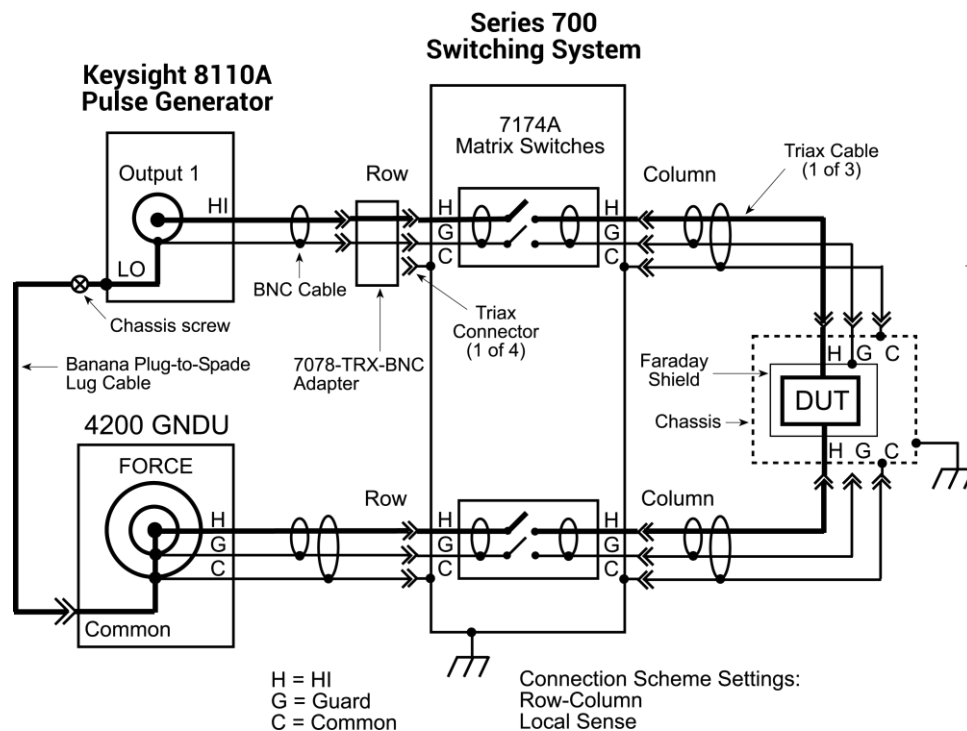 Series 700
Switching System
Keysight 8110A
Pulse Generator
7174A
Matrix Switches
Triax Cable
(1 of 3)
Output 1
Row
Column
HI
H
G
C
H
G
C
LO
BNC Cable
Chassis screw
Triax
Connector
(1 of 4)
7078-TRX-BNC
Adapter
Banana Plug-to-Spade
Lug Cable
Faraday
Shield
H G C
DUT
Chassis
H G C
4200 GNDU
FORCE
Row
Column
H
G
C
H
G
C
Common
H = HI
G = Guard
C = Common
Connection Scheme Settings:
Row-Column
Local Sense